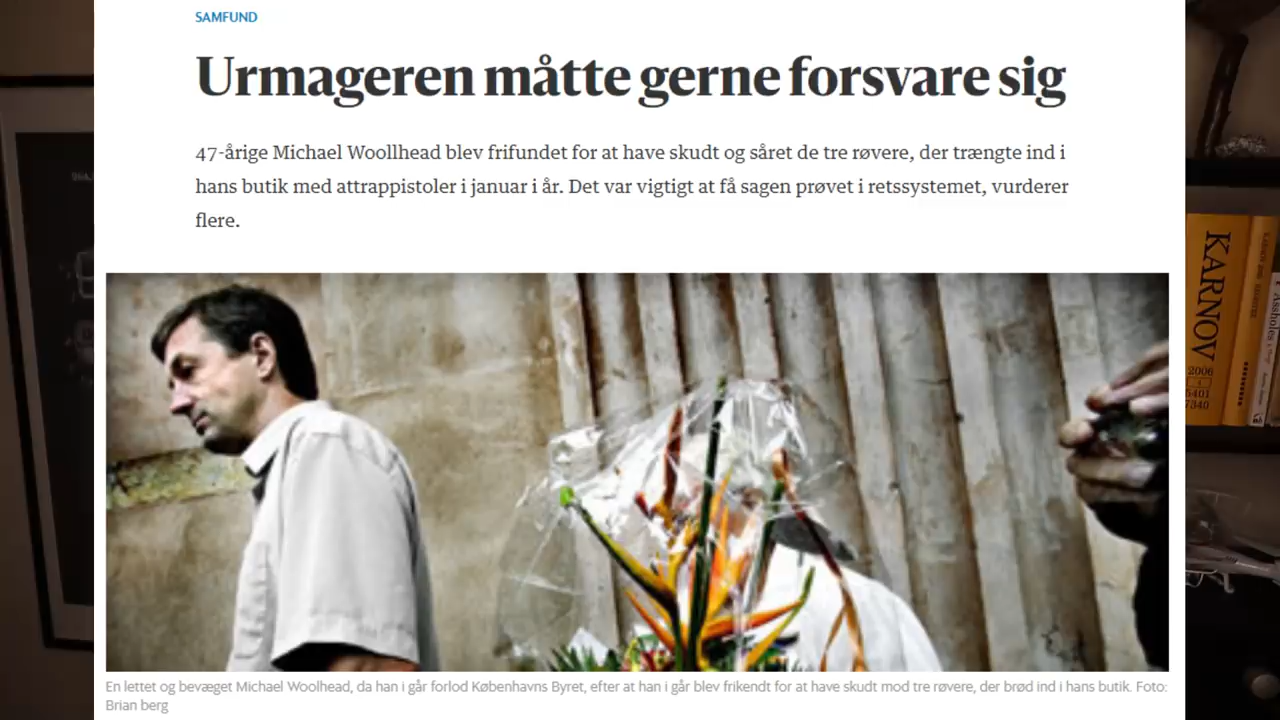 SAMFUND
Urmageren måtte gerne forsvare sig
47-årige Michael Woollhead blev frifundet for at have skudt og såret de tre røvere, der trængte ind i
hans butik med attrappistoler i januar i år. Det var vigtigt at få sagen prøvet i retssystemet, vurderer
flere.
KARNOV
2006
5401
7340
En lettet og bevæget Michael Woolhead, da han i går forlod Københavns Byret, efter at han i går blev frikendt for at have skudt mod tre røvere, der brød ind i hans butik. Foto:
Brian berg